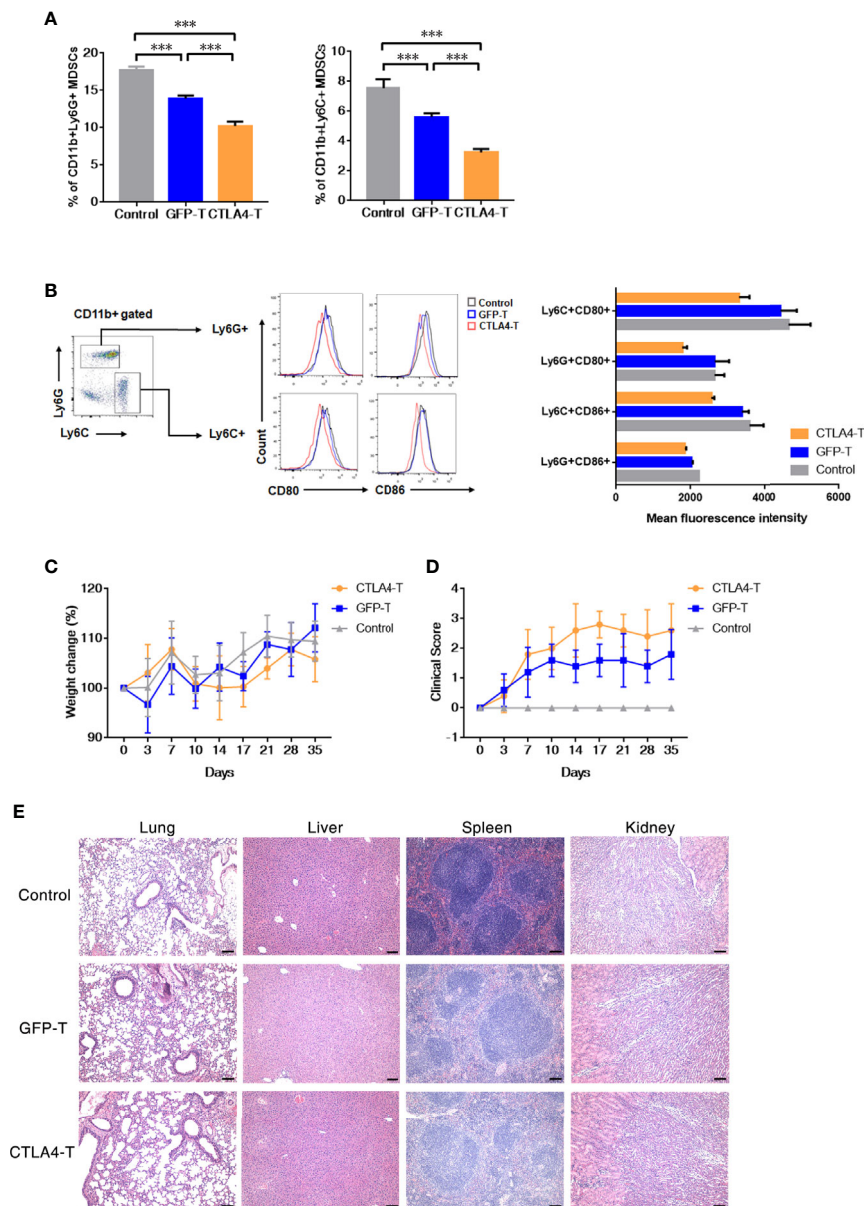 A
***
*** ***
% of CD11b+Ly6G+ MDSCs
20
15
10
5
0
Control GFP-T CTLA4-T
***
*** ***
% of CD11b+Ly6C+ MDSCs
8
6
4
2
0
Control GFP-T CTLA4-T
B
CD11b+ gated
Ly6G
Ly6C
Ly6G+
Ly6C+
Count
CD80
CD86
Control
GFP-T
CTLA4-T
Ly6C+CD80+
Ly6G+CD80+
Ly6C+CD86+
Ly6G+CD86+
CTLA4-T
GFP-T
Control
0 2000 4000 6000
Mean fluorescence intensity
C
Weight change (%)
120
110
100
90
0 3 7 10 14 17 21 28 35
Days
CTLA4-T
GFP-T
Control
D
Clinical Score
4
3
2
1
0
-1
0 3 7 10 14 17 21 28 35
Days
CTLA4-T
GFP-T
Control
E
Lung Liver Spleen Kidney
Control
GFP-T
CTLA4-T